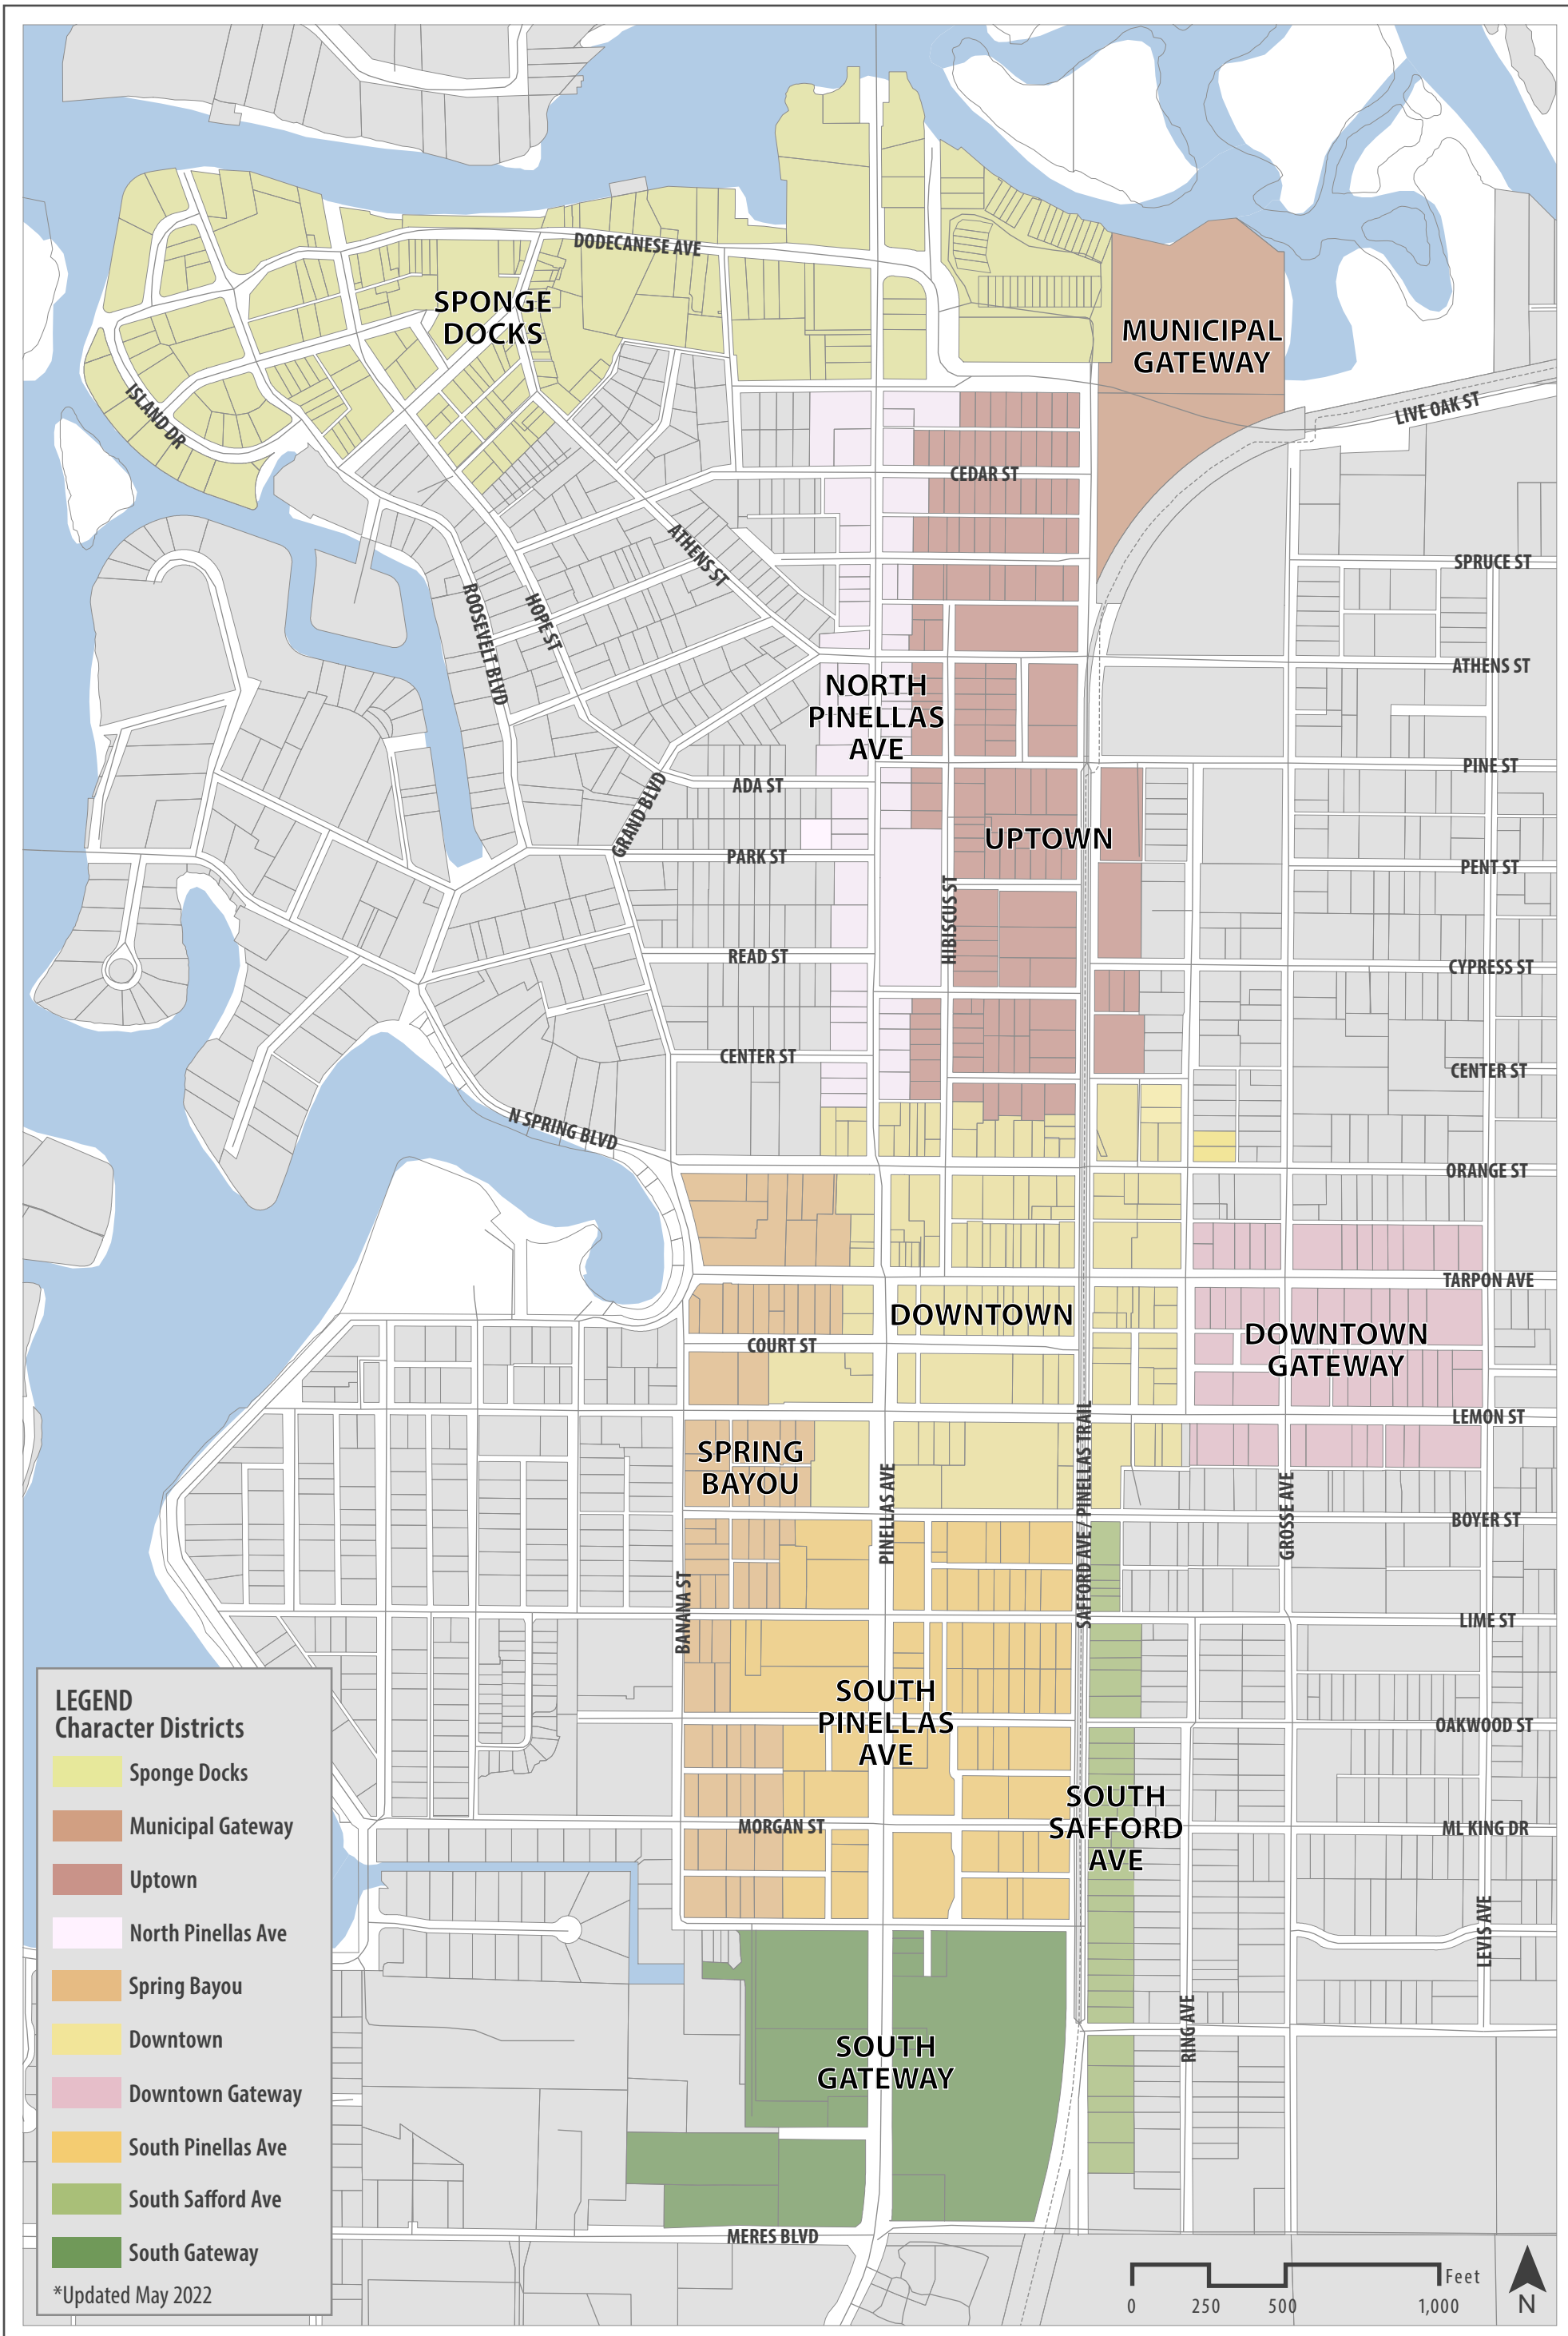 DODECANESE AVE
SPONGE
DOCKS
MUNICIPAL
GATEWAY
ISLAND DR
LIVE OAK ST
CEDAR ST
ATHENS ST
SPRUCE ST
ROOSEVELT BLVD
HOPE ST
ATHENS ST
NORTH
PINELLAS
AVE
PINE ST
ADA ST
GRAND BLVD
UPTOWN
PARK ST
PENT ST
HIBISCUS ST
READ ST
CYPRESS ST
CENTER ST
CENTER ST
N SPRING BLVD
ORANGE ST
TARPON AVE
DOWNTOWN
COURT ST
DOWNTOWN
GATEWAY
LEMON ST
SPRING
BAYOU
PINELLAS AVE
SAFFORD AVE / PINELLAS TRAIL
GROSSE AVE
BOYER ST
BANANA ST
LIME ST
SOUTH
PINELLAS
AVE
OAKWOOD ST
SOUTH
SAFFORD
AVE
MORGAN ST
ML KING DR
LEVIS AVE
RING AVE
SOUTH
GATEWAY
MERES BLVD
LEGEND
Character Districts
Sponge Docks
Municipal Gateway
Uptown
North Pinellas Ave
Spring Bayou
Downtown
Downtown Gateway
South Pinellas Ave
South Safford Ave
South Gateway
*Updated May 2022
Feet
0 250 500 1,000
N